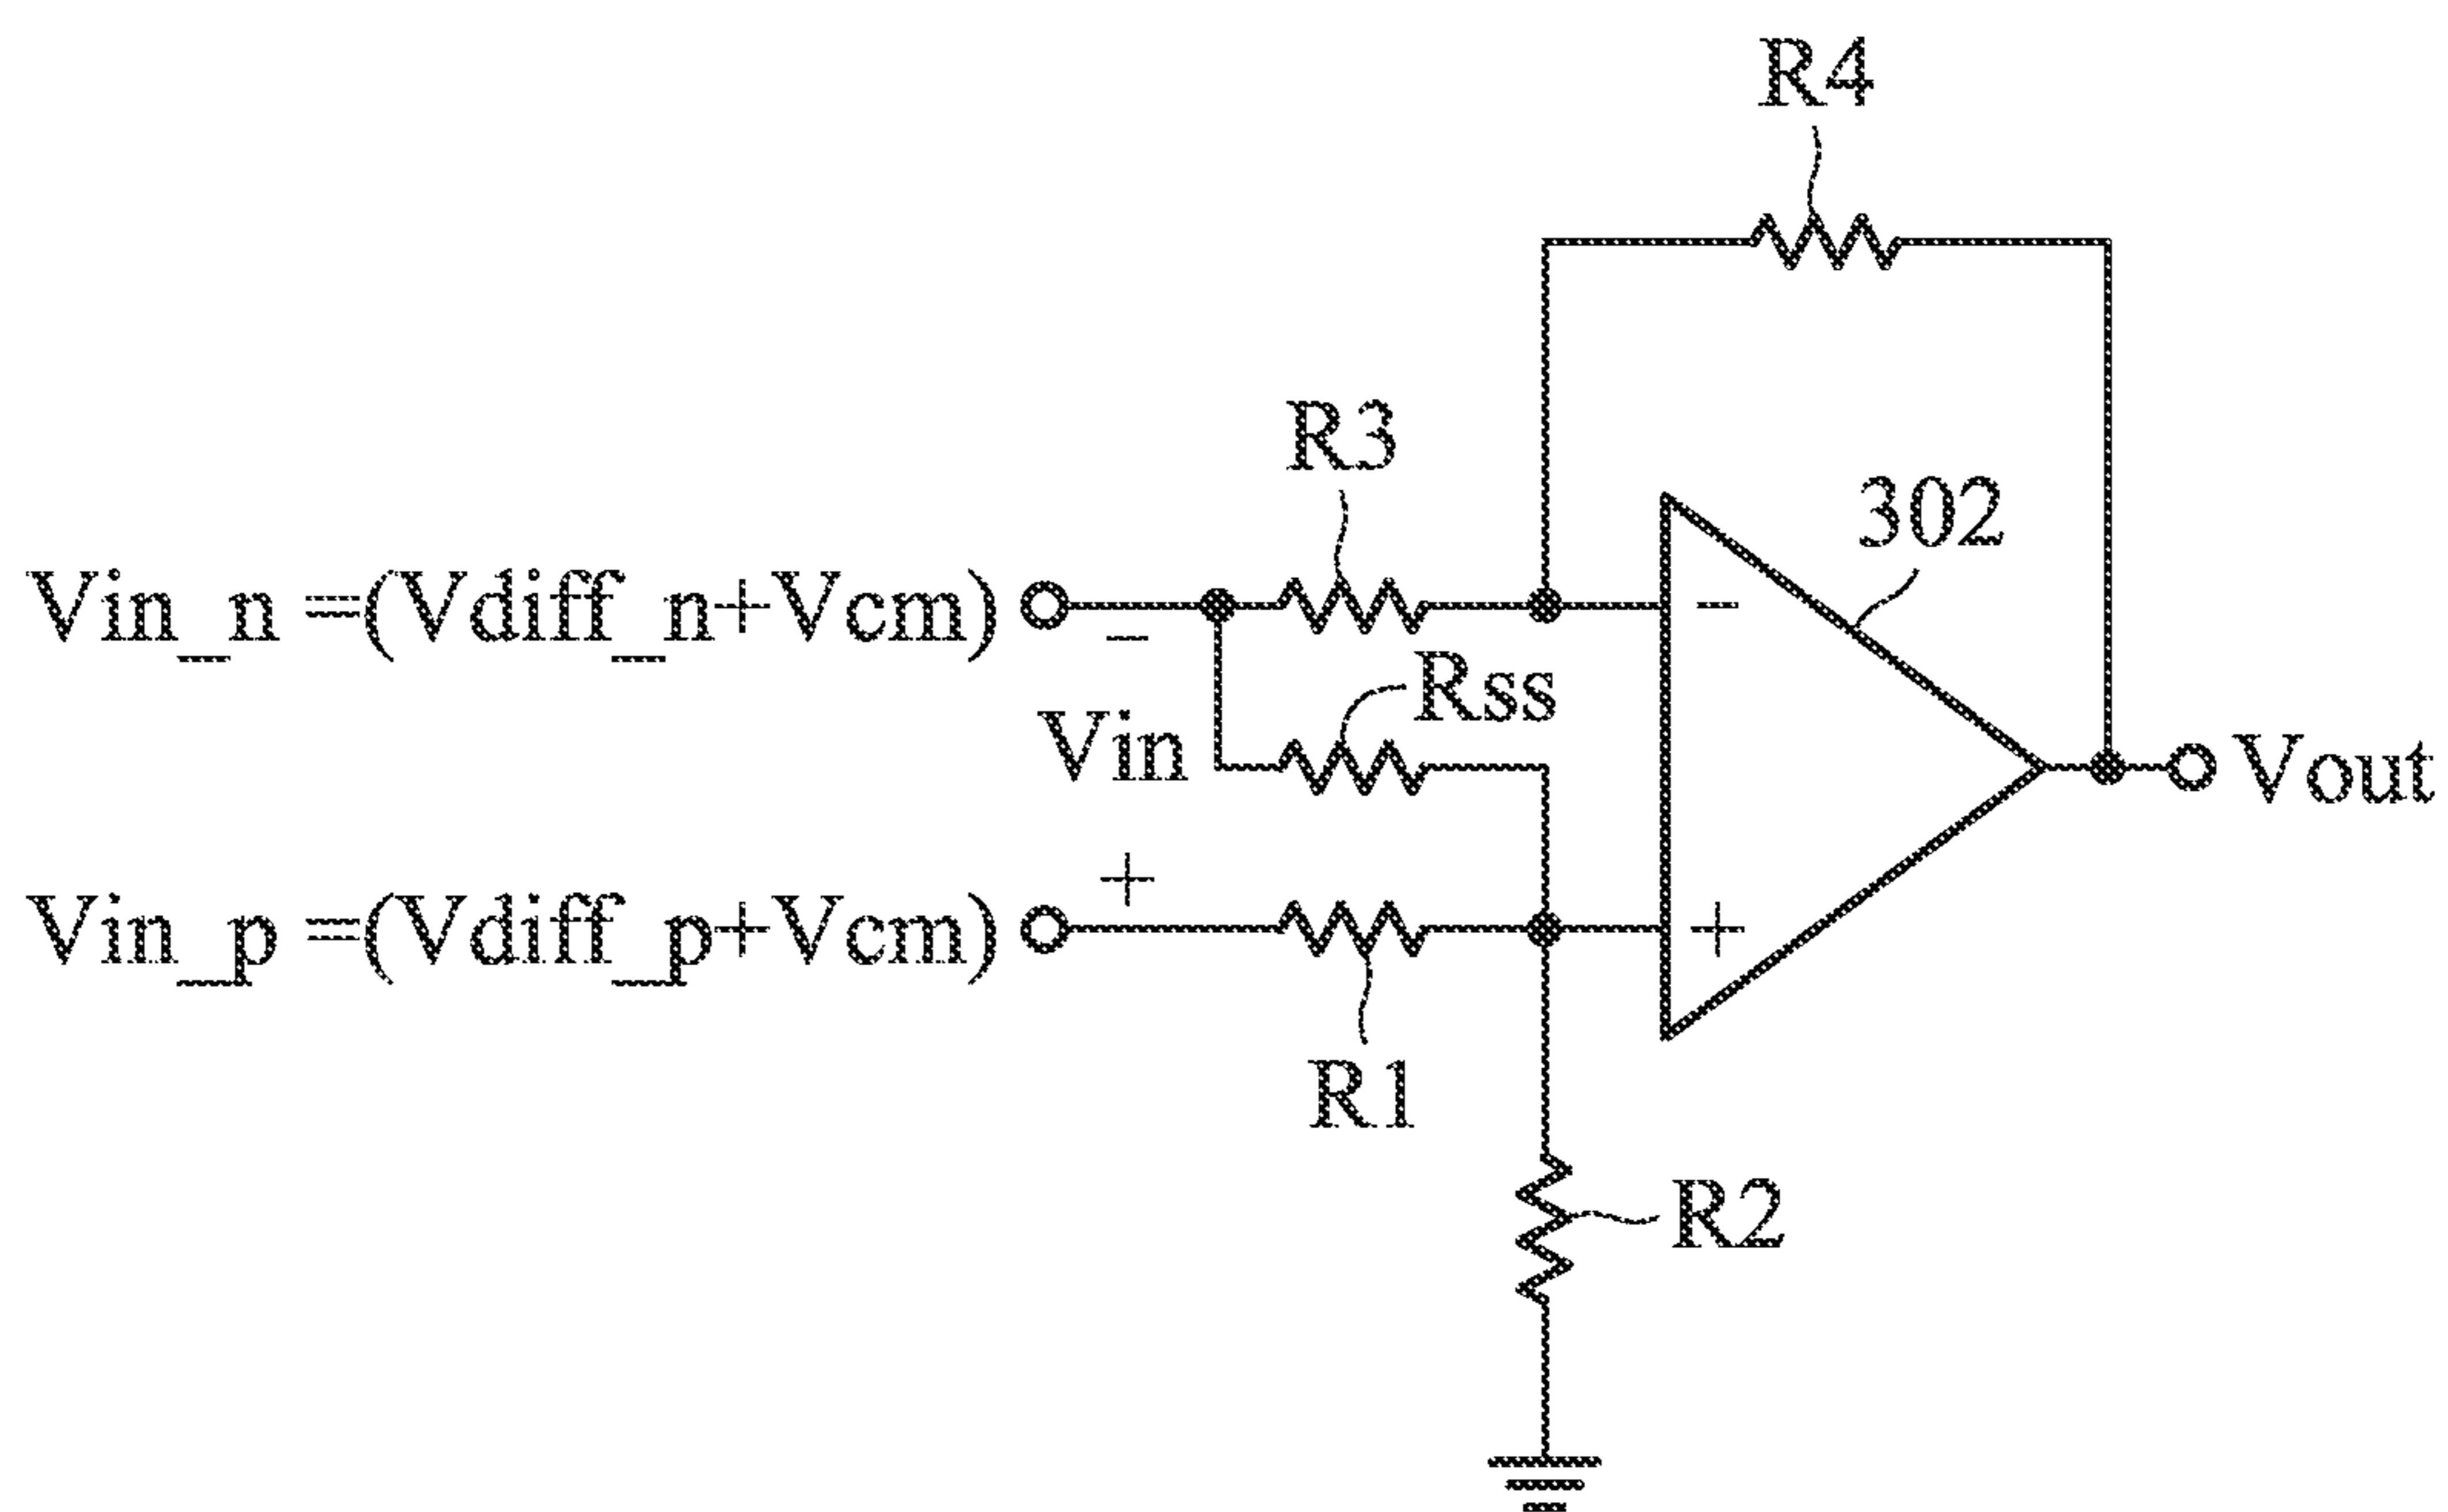 R4
R3
302
Vin_n =(Vdiff_n+Vcm)
-
-
Rss
Vin
Vout
+
Vin_p =(Vdiff_p+Vcm)
+
R1
R2